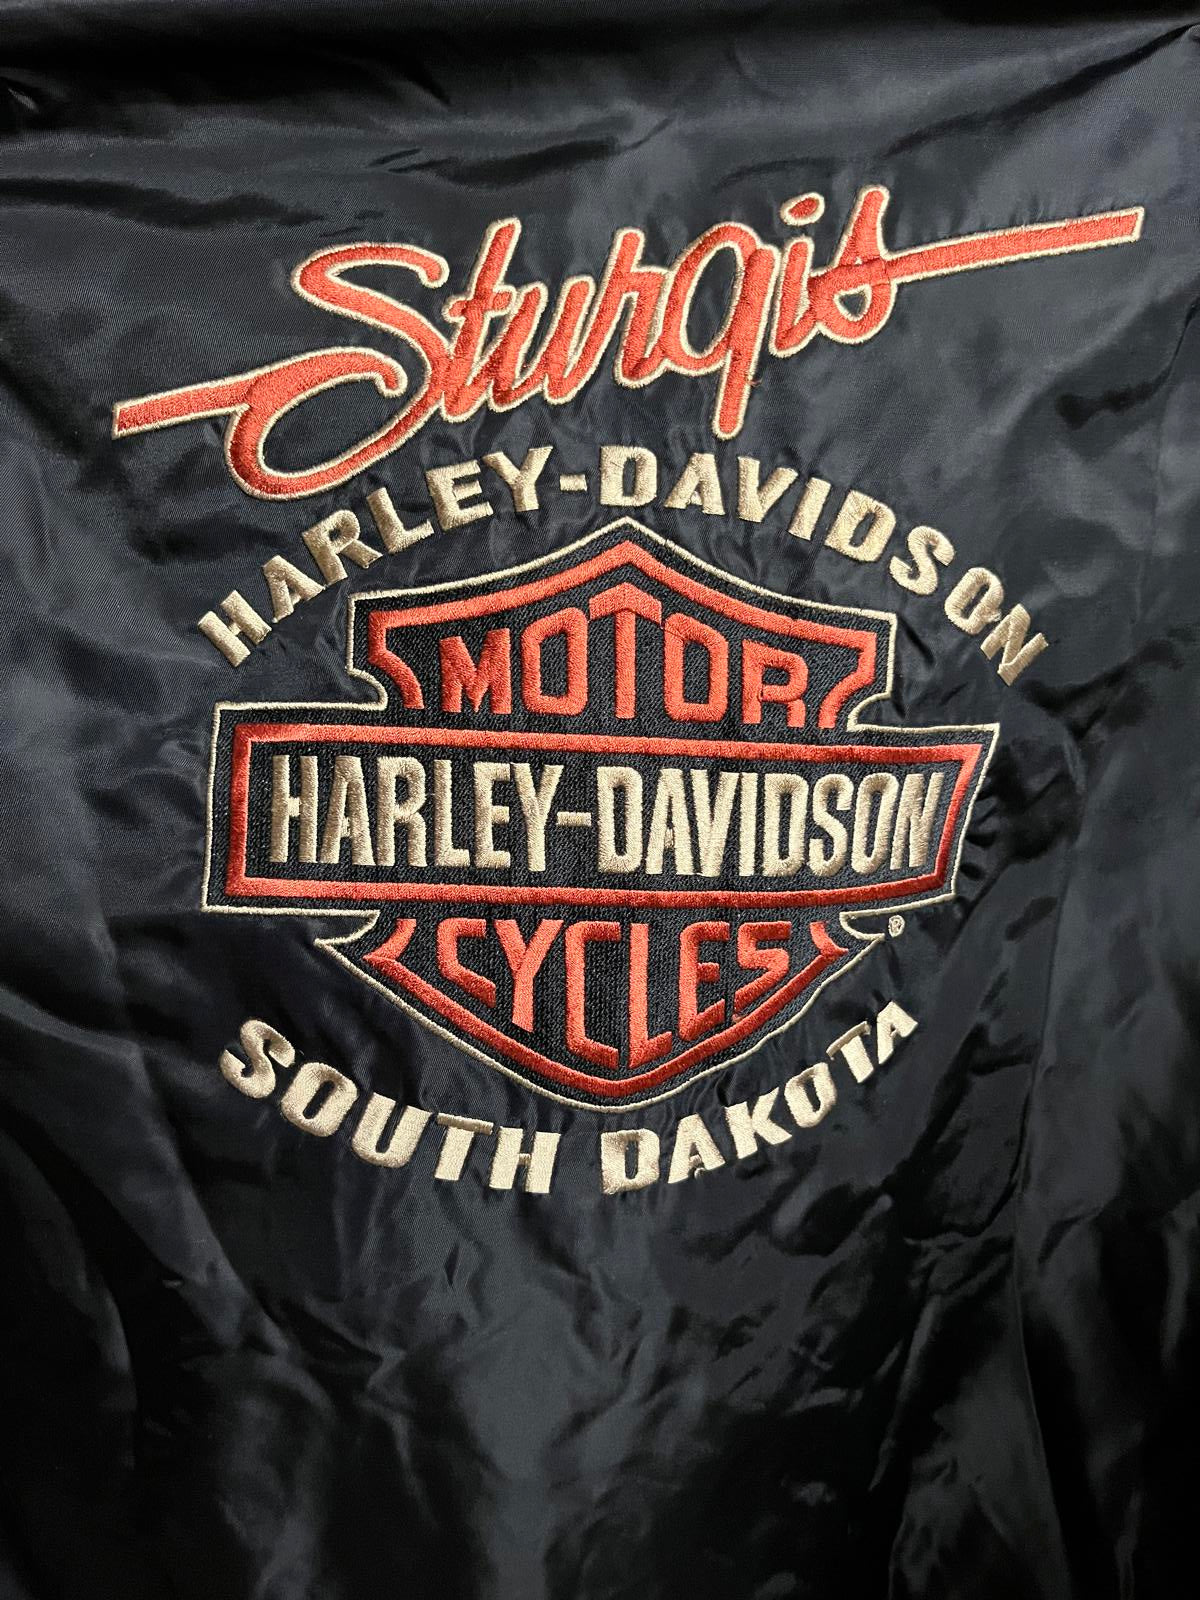 Sturgis
HARLEY-DAVIDSON
MOTOR
HARLEY-DAVIDSON
CYCLES
®
SOUTH DAKOTA